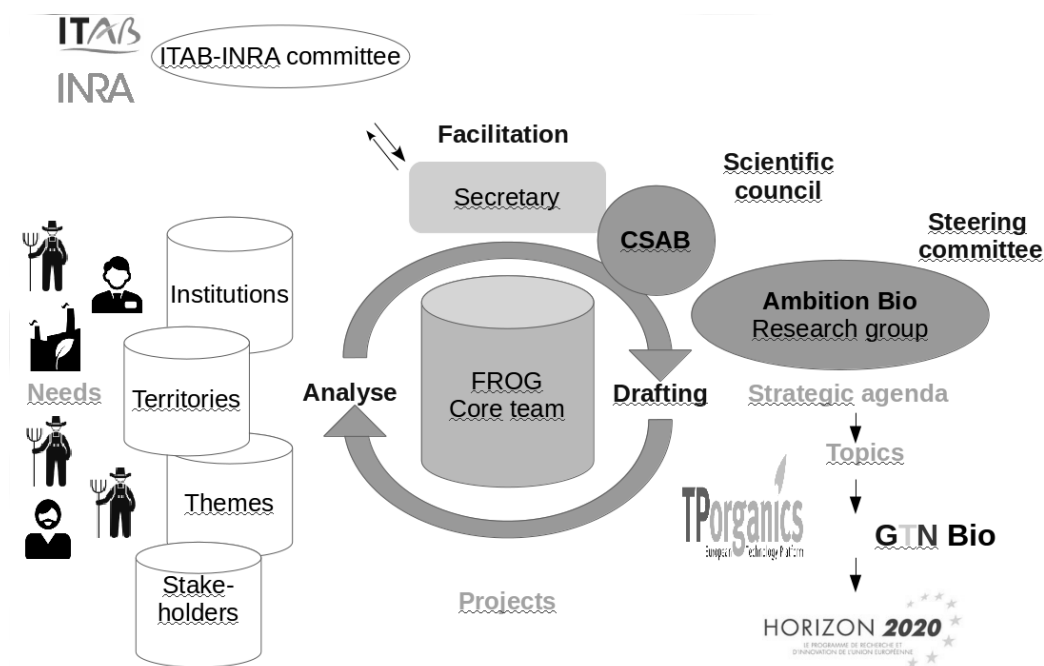 ITAB
INRA
ITAB-INRA committee
Facilitation
Secretary
Scientific
council
CSAB
Steering
committee
Ambition Bio
Research group
Institutions
Needs
Territories
Analyse
FROG
Core team
Drafting
Strategic agenda
Topics
Themes
TPorganics
European Technology Platform
GTN Bio
Stake-
holders
Projects
HORIZON 2020
LE PROGRAMME DE RECHERCHE ET
D'INNOVATION DE L'UNION EUROPÉENNE